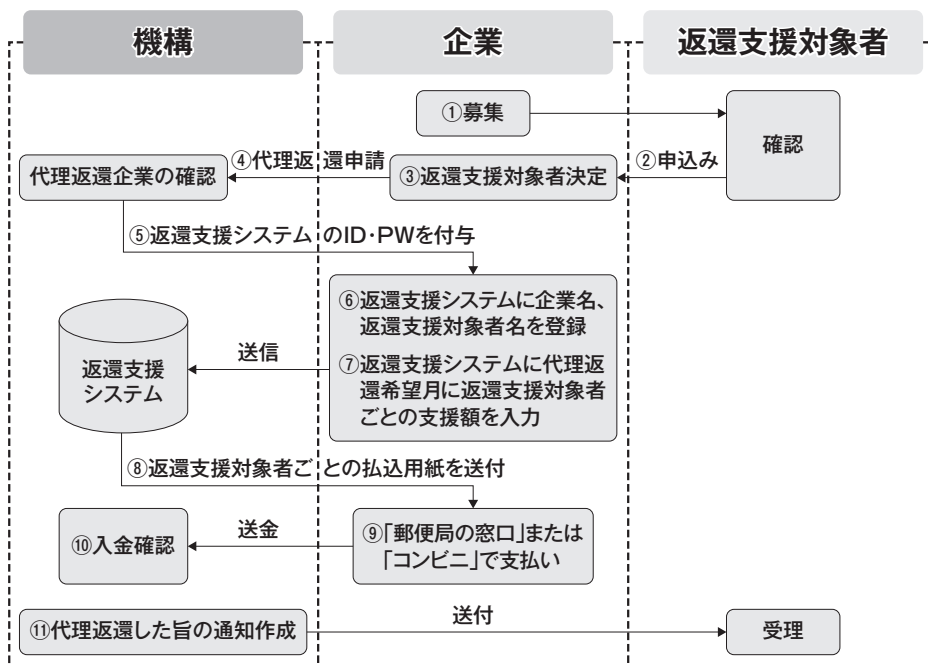 機構
企業
返還支援対象者
①募集
確認
②申込み
③返還支援対象者決定
④代理返還申請
代理返還企業の確認
⑤返還支援システムのID・PWを付与
⑥返還支援システムに企業名、
返還支援対象者名を登録
⑦返還支援システムに代理返
還希望月に返還支援対象者
ごとの支援額を入力
送信
返還支援
システム
⑧返還支援対象者ごとの払込用紙を送付
⑨「郵便局の窓口」または
「コンビニ」で支払い
送金
⑩入金確認
⑪代理返還した旨の通知作成
送付
受理